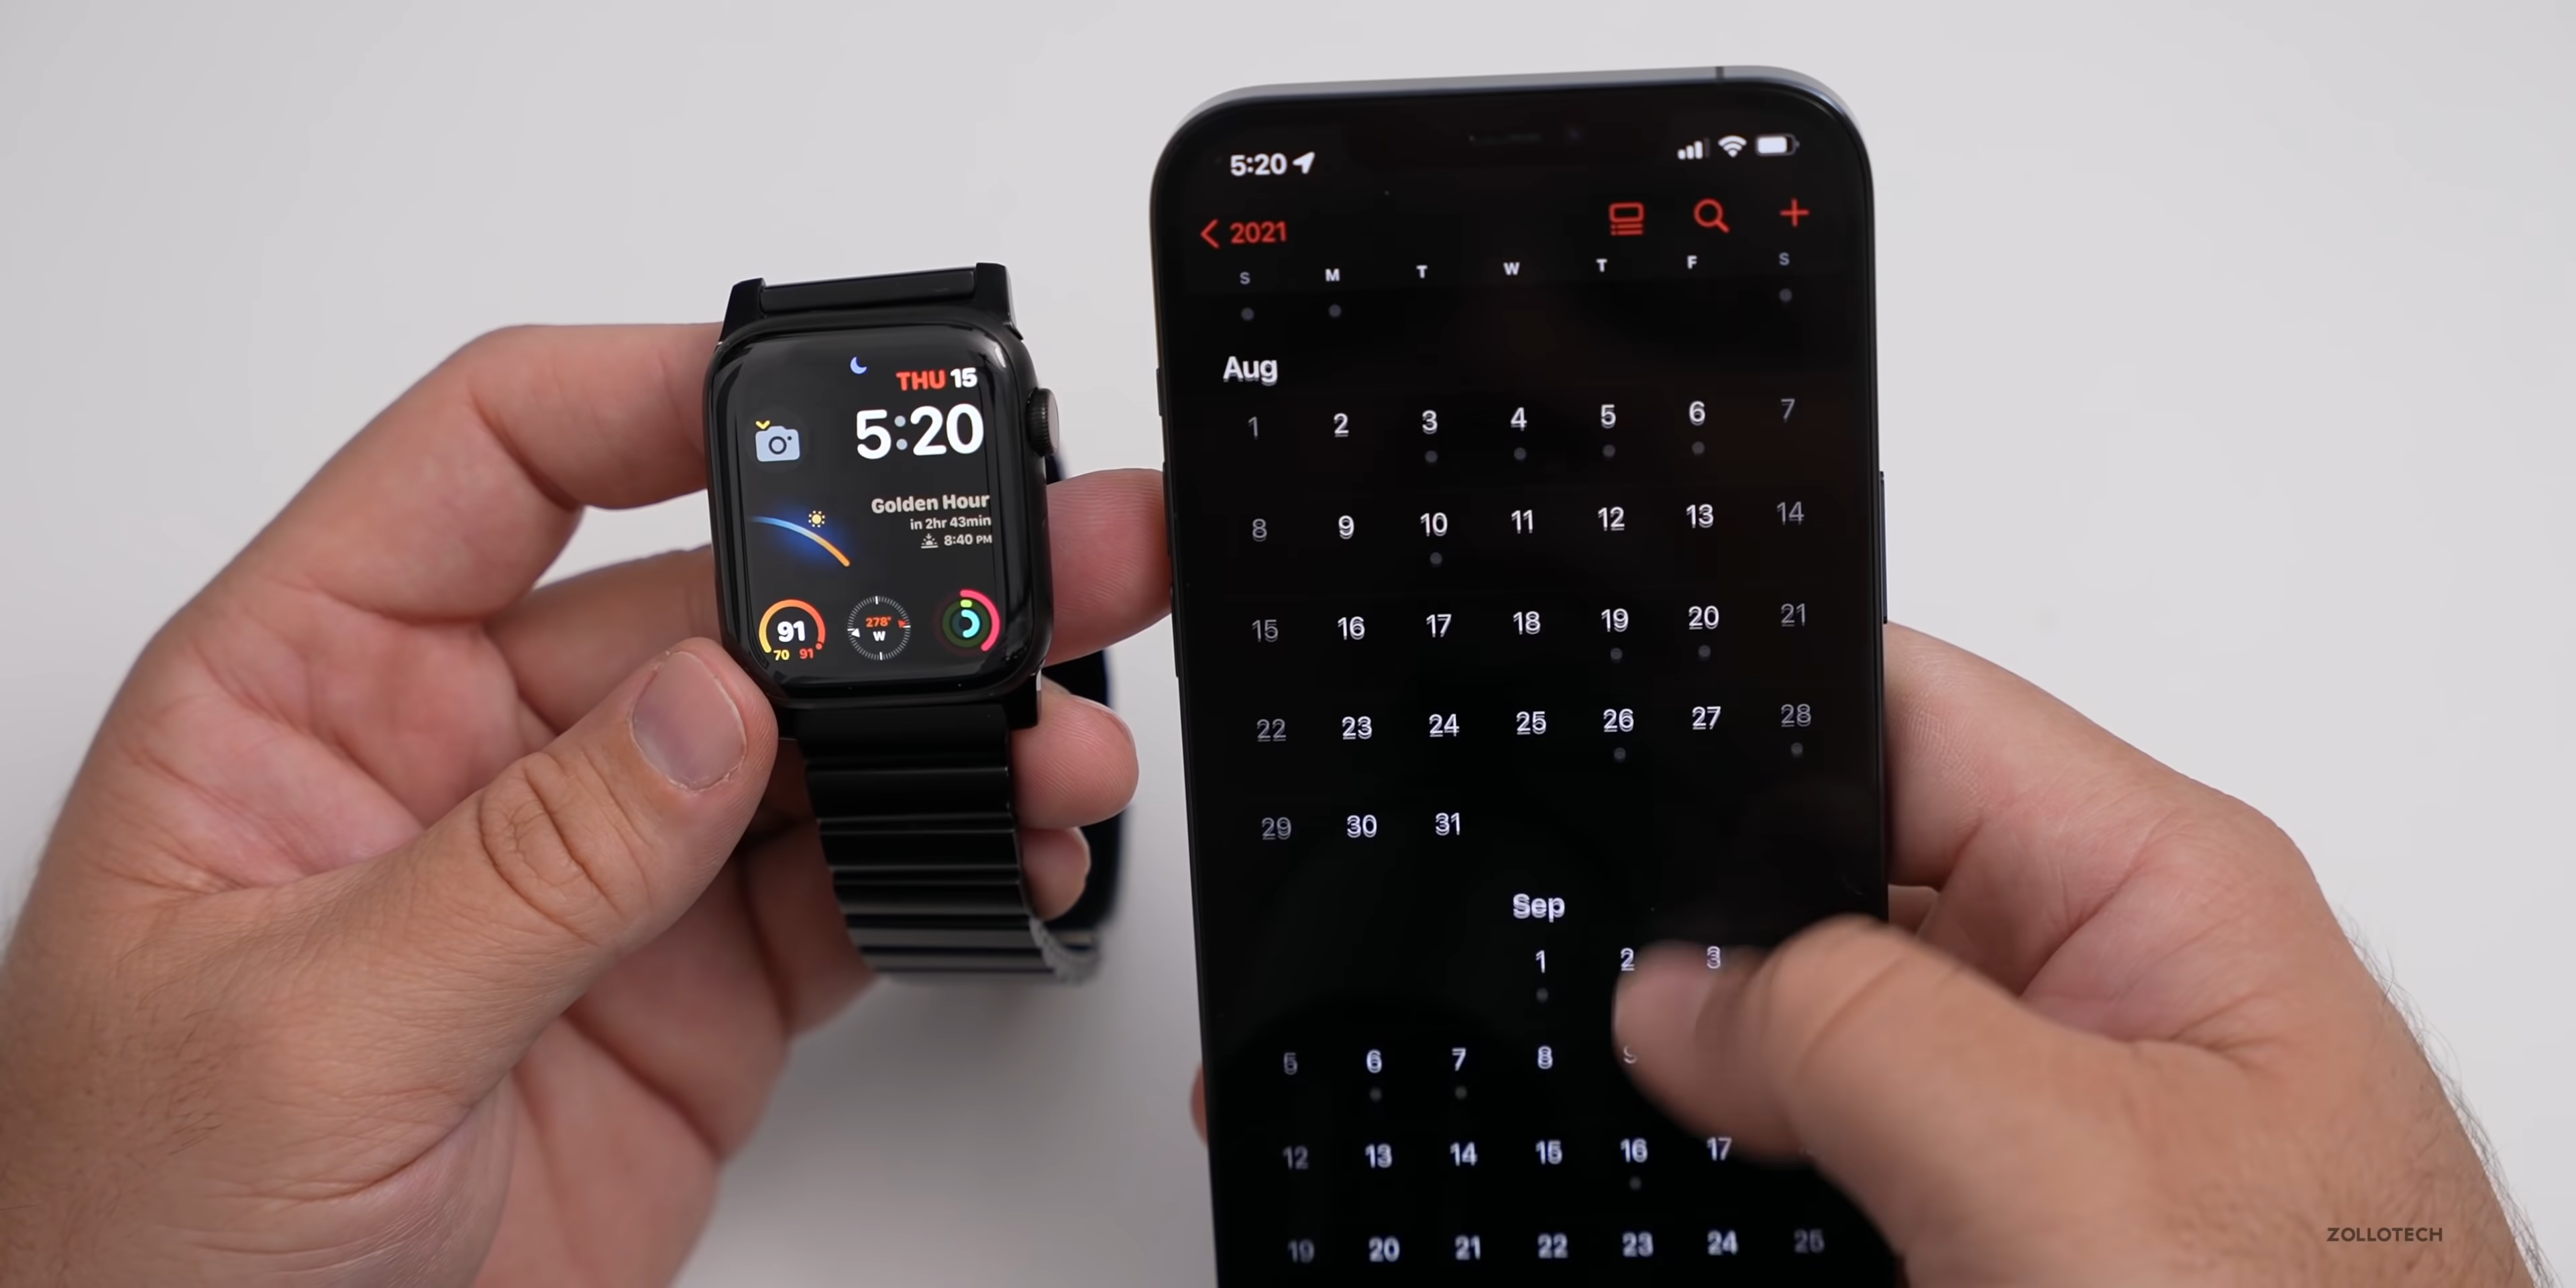 THU 15
5:20
Golden Hour
in 2hr 43min
8:40 PM
91
70 91
278°
W
5:20
2021
S M T W T F S
Aug
1 2 3 4 5 6 7
8 9 10 11 12 13 14
15 16 17 18 19 20 21
22 23 24 25 26 27 28
29 30 31
Sep
1 2 3
5 6 7 8 9
12 13 14 15 16 17
19 20 21 22 23 24 25
ZOLLOTECH